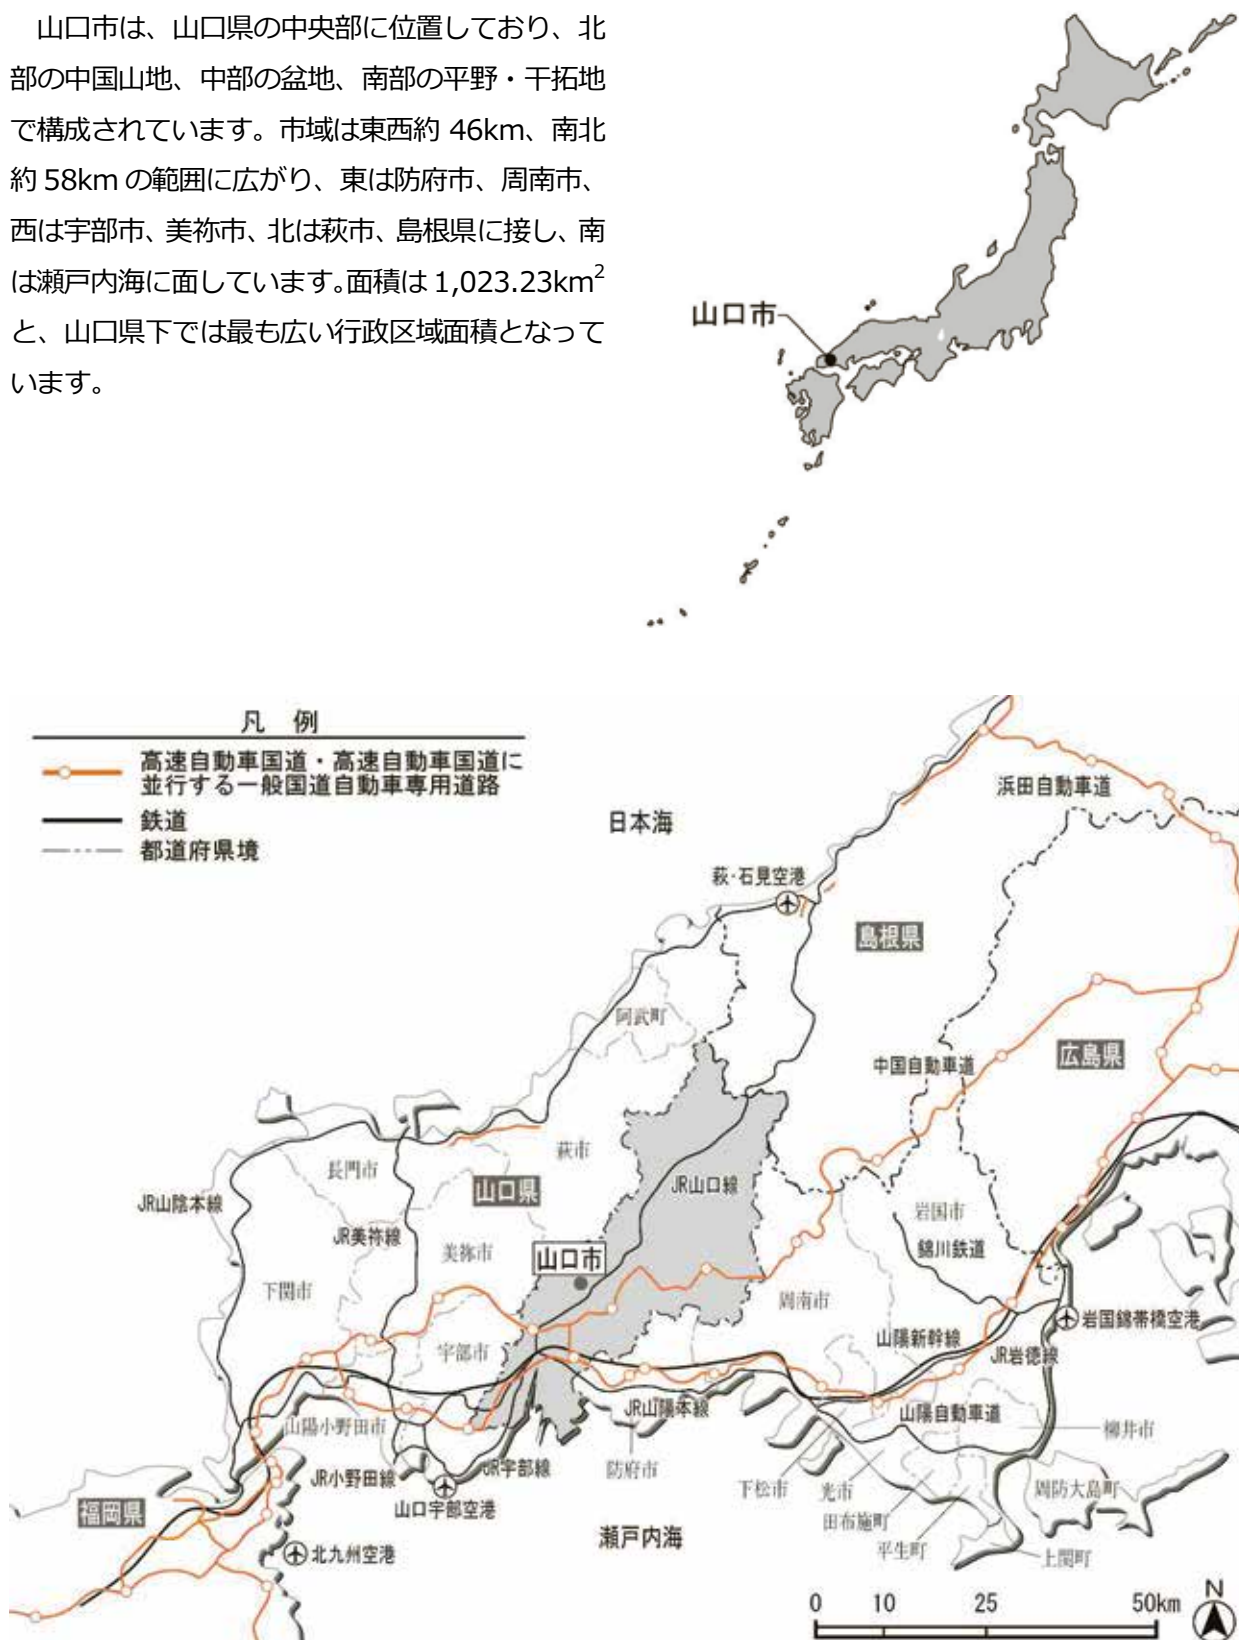 山口市は、山口県の中央部に位置しており、北
部の中国山地、中部の盆地、南部の平野・干拓地
で構成されています。市域は東西約 46km、南北
約 58km の範囲に広がり、東は防府市、周南市、
西は宇部市、美祢市、北は萩市、島根県に接し、南
は瀬戸内海に面しています。面積は 1,023.23km²
と、山口県下では最も広い行政区域面積となって
います。
山口市
凡 例
高速自動車国道・高速自動車国道に
並行する一般国道自動車専用道路
鉄道
都道府県境
日本海
浜田自動車道
萩・石見空港
島根県
阿武町
中国自動車道
広島県
萩市
長門市
山口県
JR山口線
JR山陰本線
JR美祢線
美祢市
山口市
岩国市
錦川鉄道
下関市
周南市
岩国錦帯橋空港
宇部市
山陽新幹線
JR岩徳線
山陽小野田市
JR山陽本線
山陽自動車道
柳井市
JR小野田線
JR宇部線
防府市
下松市
光市
周防大島町
福岡県
山口宇部空港
田布施町
瀬戸内海
平生町
上関町
北九州空港
0 10 25 50km
N